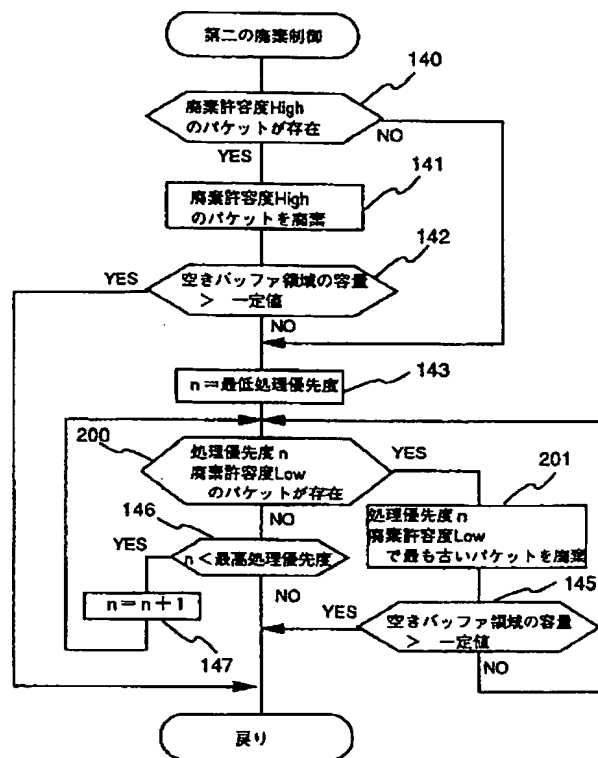 第二の廃棄制御
140
廃棄許容度High
のパケットが存在
NO
YES
141
廃棄許容度High
のパケットを廃棄
142
YES
空きバッファ領域の容量
> 一定値
NO
n=最低処理優先度
143
200
処理優先度n
廃棄許容度Low
のパケットが存在
YES
201
処理優先度n
廃棄許容度Low
で最も古いパケットを廃棄
146
NO
YES
n<最高処理優先度
145
n=n+1
NO
YES
空きバッファ領域の容量
> 一定値
147
NO
戻り